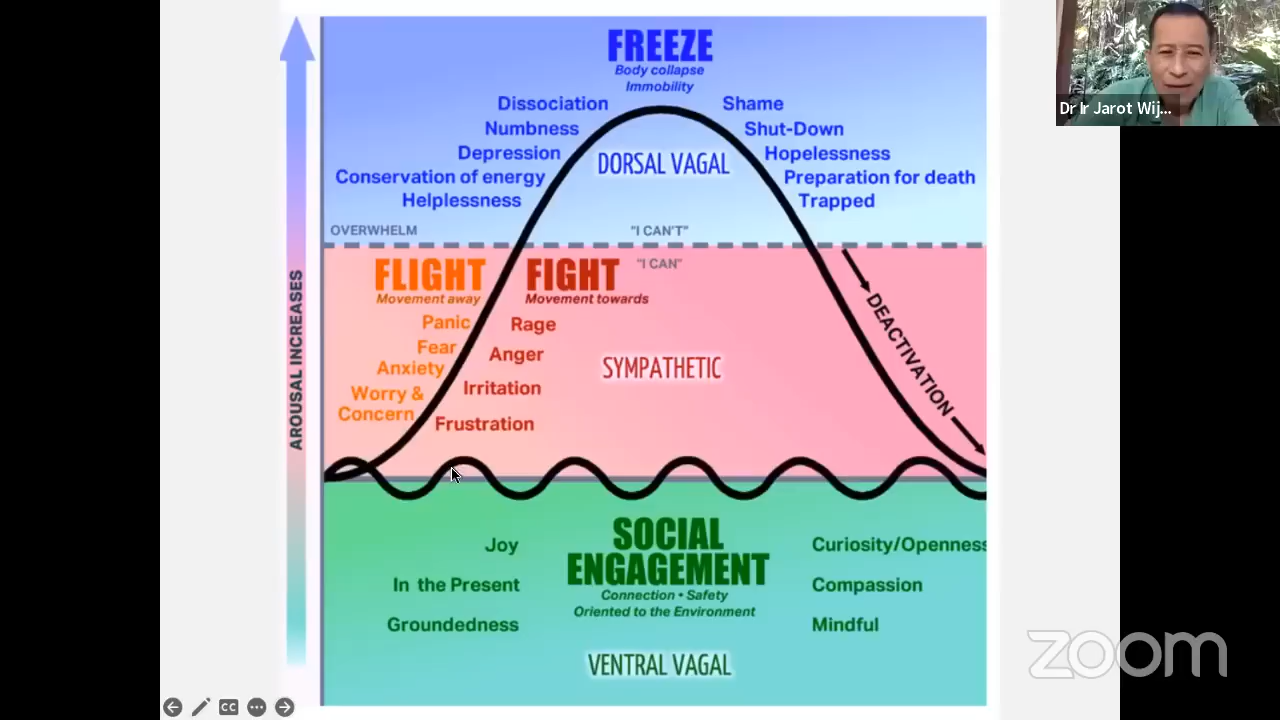 FREEZE
Body collapse
Immobility
Dissociation
Shame
Numbness
Shut-Down
Depression
DORSAL VAGAL
Hopelessness
Conservation of energy
Preparation for death
Helplessness
Trapped
OVERWHELM
"I CAN'T"
"I CAN"
FLIGHT
Movement away
FIGHT
Movement towards
Panic
Rage
Fear
Anger
Anxiety
Irritation
Worry &
Concern
Frustration
SYMPATHETIC
DEACTIVATION
AROUSAL INCREASES
SOCIAL
ENGAGEMENT
Connection • Safety
Oriented to the Environment
Joy
In the Present
Groundedness
Curiosity/Openness
Compassion
Mindful
VENTRAL VAGAL
Dr Ir Jarot Wij...
zoom
CC